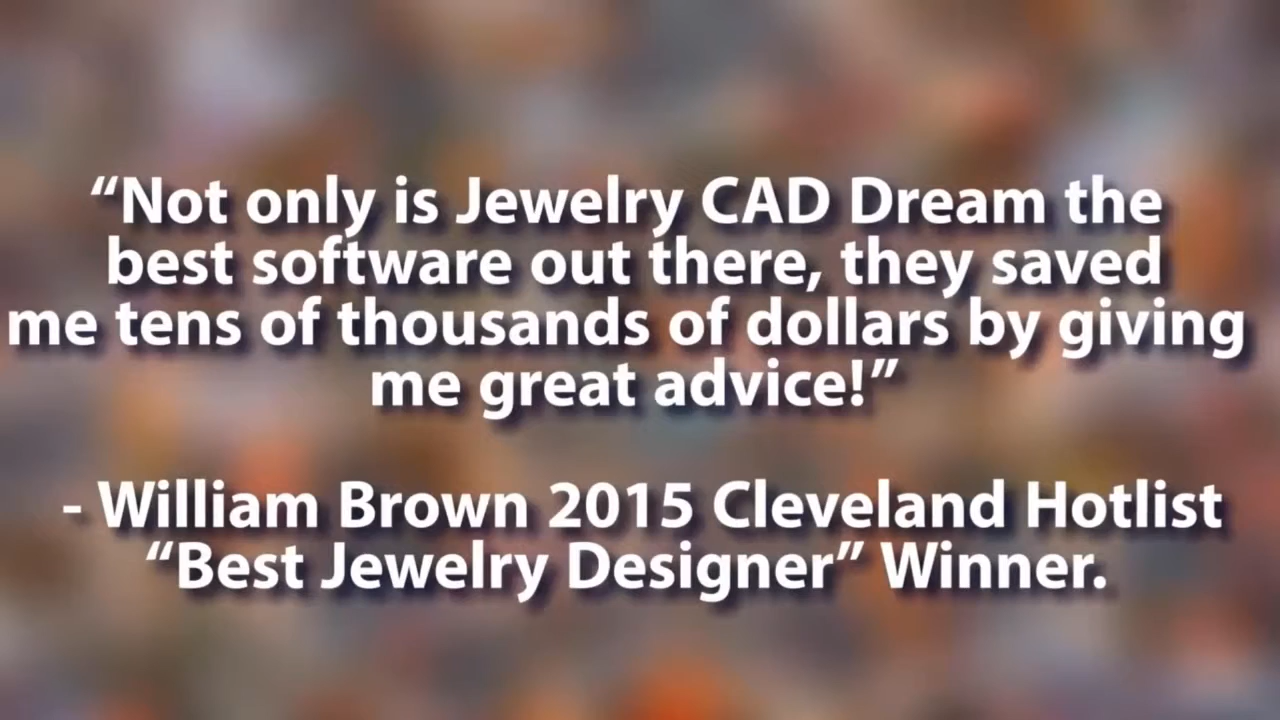 “Not only is Jewelry CAD Dream the
best software out there, they saved
me tens of thousands of dollars by giving
me great advice!”
- William Brown 2015 Cleveland Hotlist
“Best Jewelry Designer” Winner.